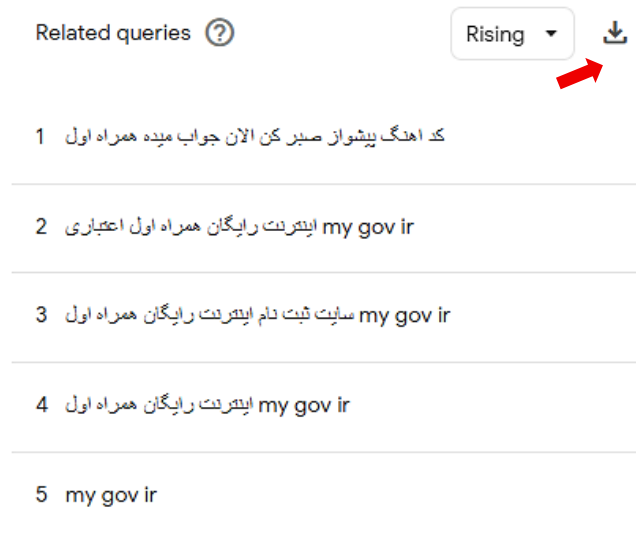 Related queries
Rising
1 کد اهنگ پیشواز صبر کن الان جواب میده همراه اول
2 my gov ir اینترنت رایگان همراه اول اعتباری
3 my gov ir سایت ثبت نام اینترنت رایگان همراه اول
4 my gov ir اینترنت رایگان همراه اول
5 my gov ir